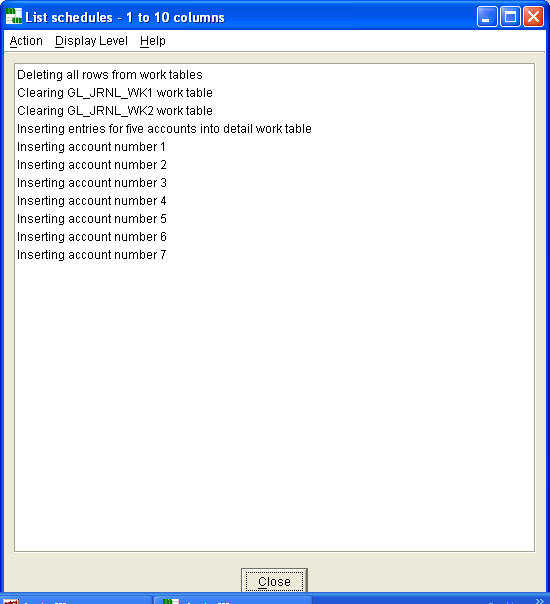 List schedules - 1 to 10 columns
Action Display Level Help
Deleting all rows from work tables
Clearing GL_JRNL_WK1 work table
Clearing GL_JRNL_WK2 work table
Inserting entries for five accounts into detail work table
Inserting account number 1
Inserting account number 2
Inserting account number 3
Inserting account number 4
Inserting account number 5
Inserting account number 6
Inserting account number 7
Close